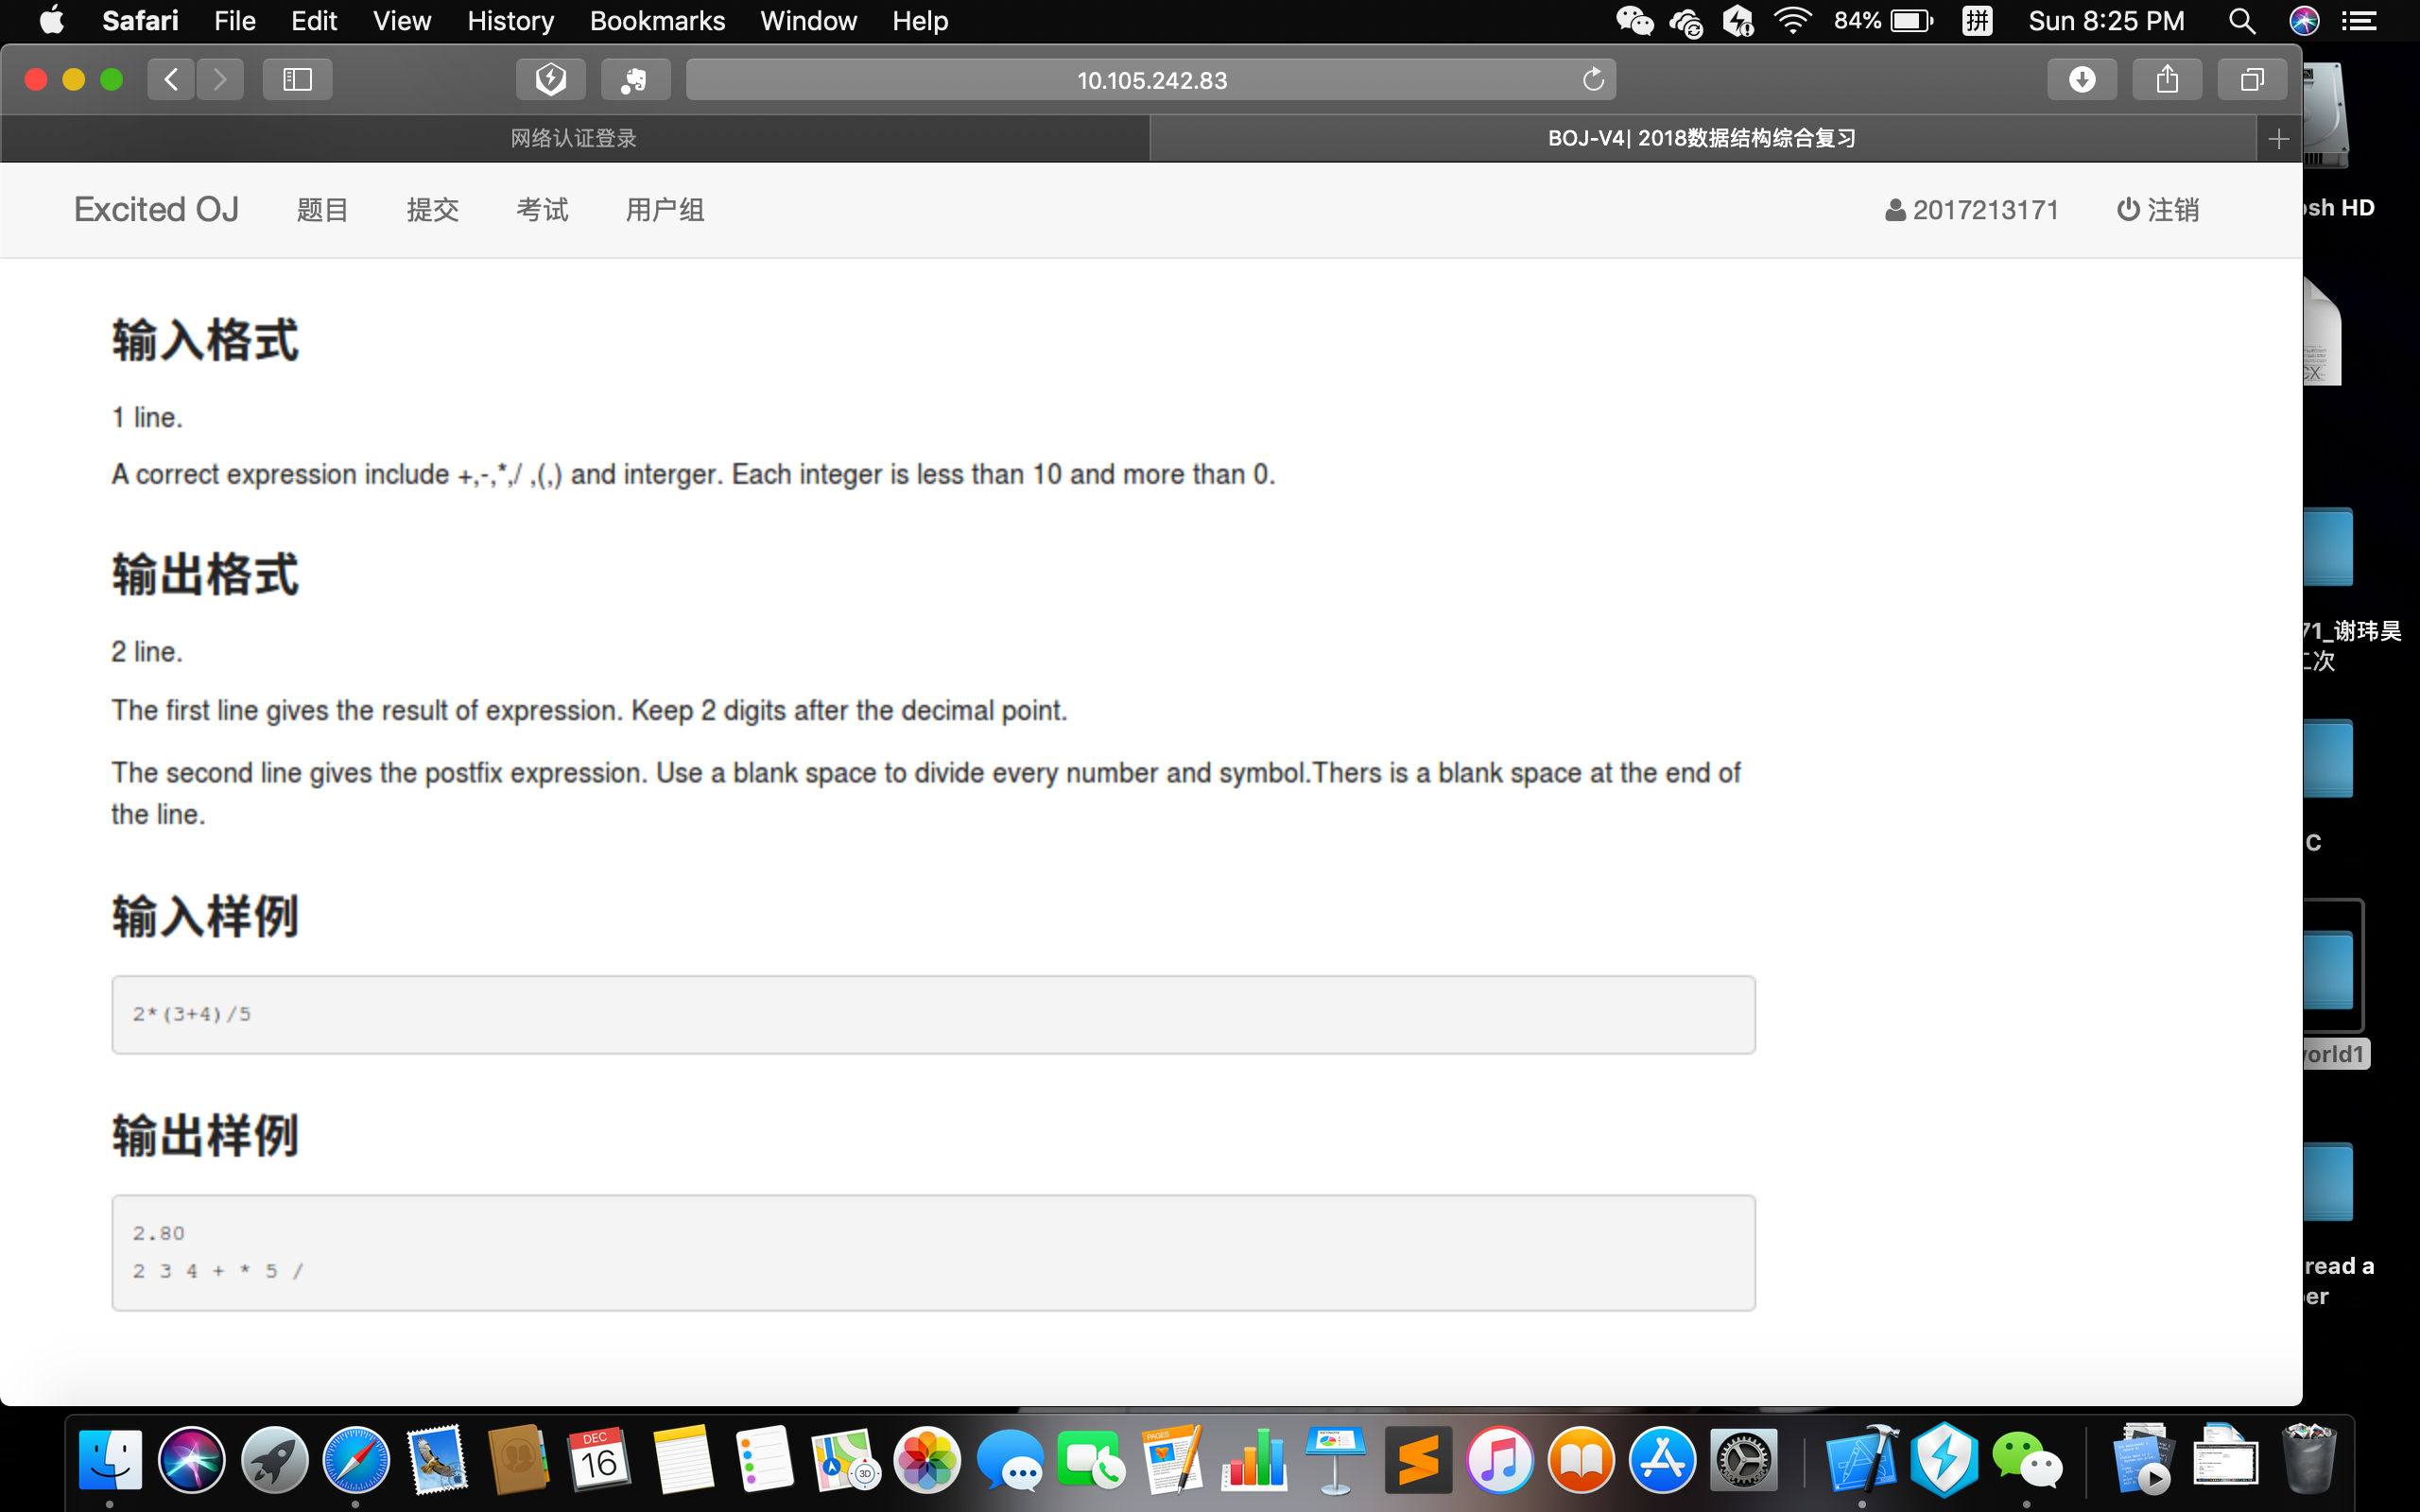 Safari File Edit View History Bookmarks Window Help 84% 拼 Sun 8:25 PM
10.105.242.83
网络认证登录 BOJ-V4| 2018数据结构综合复习
Excited OJ 题目 提交 考试 用户组 2017213171 注销
输入格式
1 line.
A correct expression include +,-,*,/ ,(,) and interger. Each integer is less than 10 and more than 0.
输出格式
2 line.
The first line gives the result of expression. Keep 2 digits after the decimal point.
The second line gives the postfix expression. Use a blank space to divide every number and symbol.Thers is a blank space at the end of
the line.
输入样例
2*(3+4)/5
输出样例
2.80
2 3 4 + * 5 /
osh HD
CX
71_谢玮昊
二次
C
world1
read a
per
DEC
16
PAGES
3D